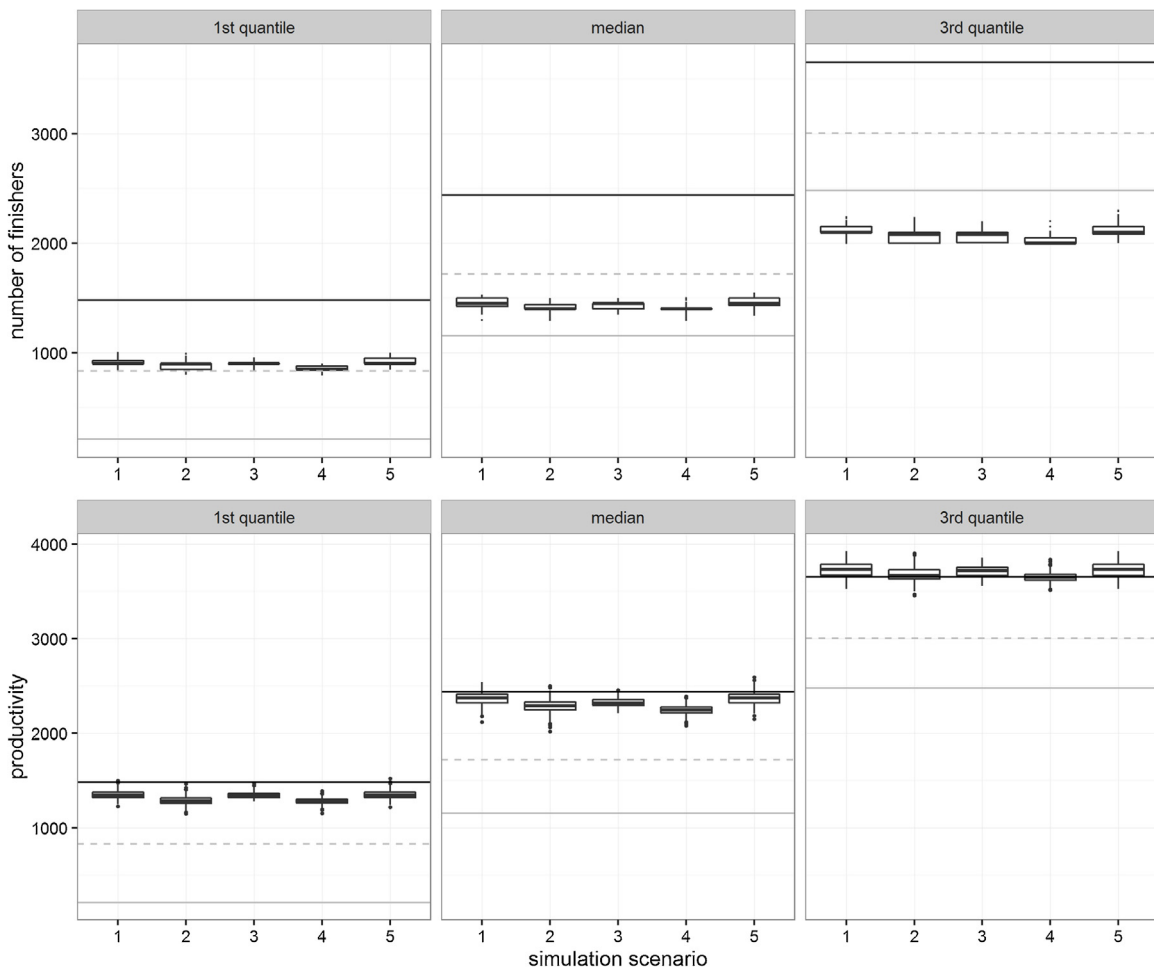 1st quantile median 3rd quantile
number of finishers
3000
2000
1000
1 2 3 4 5 1 2 3 4 5 1 2 3 4 5
1st quantile median 3rd quantile
productivity
4000
3000
2000
1000
1 2 3 4 5 1 2 3 4 5 1 2 3 4 5
simulation scenario